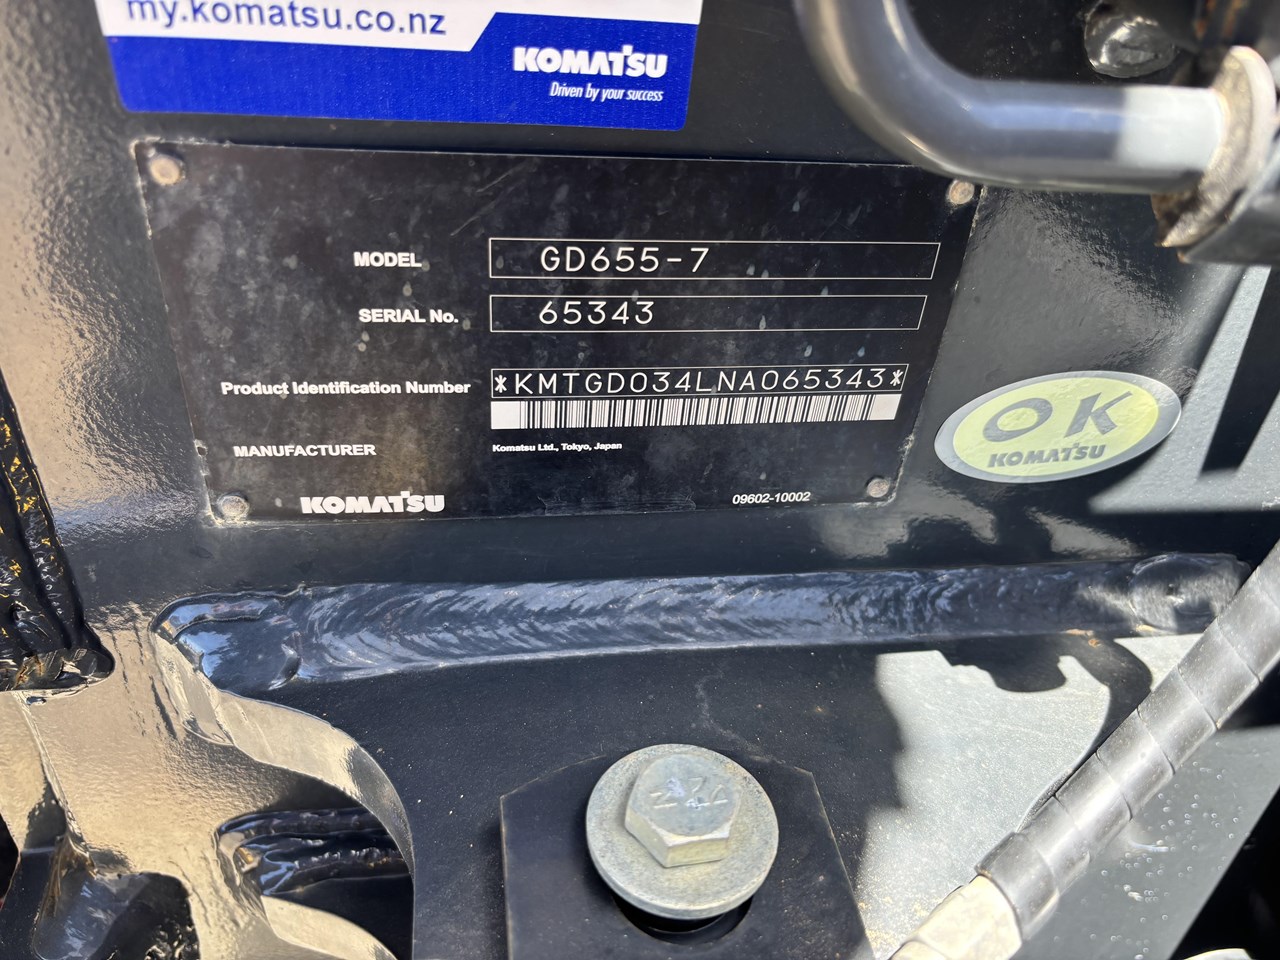 my.komatsu.co.nz
KOMATSU
Driven by your success
MODEL GD655-7
SERIAL No. 65343
Product Identification Number *KMTGD034LNA065343*
MANUFACTURER Komatsu Ltd., Tokyo, Japan
KOMATSU 09602-10002
OK
KOMATSU